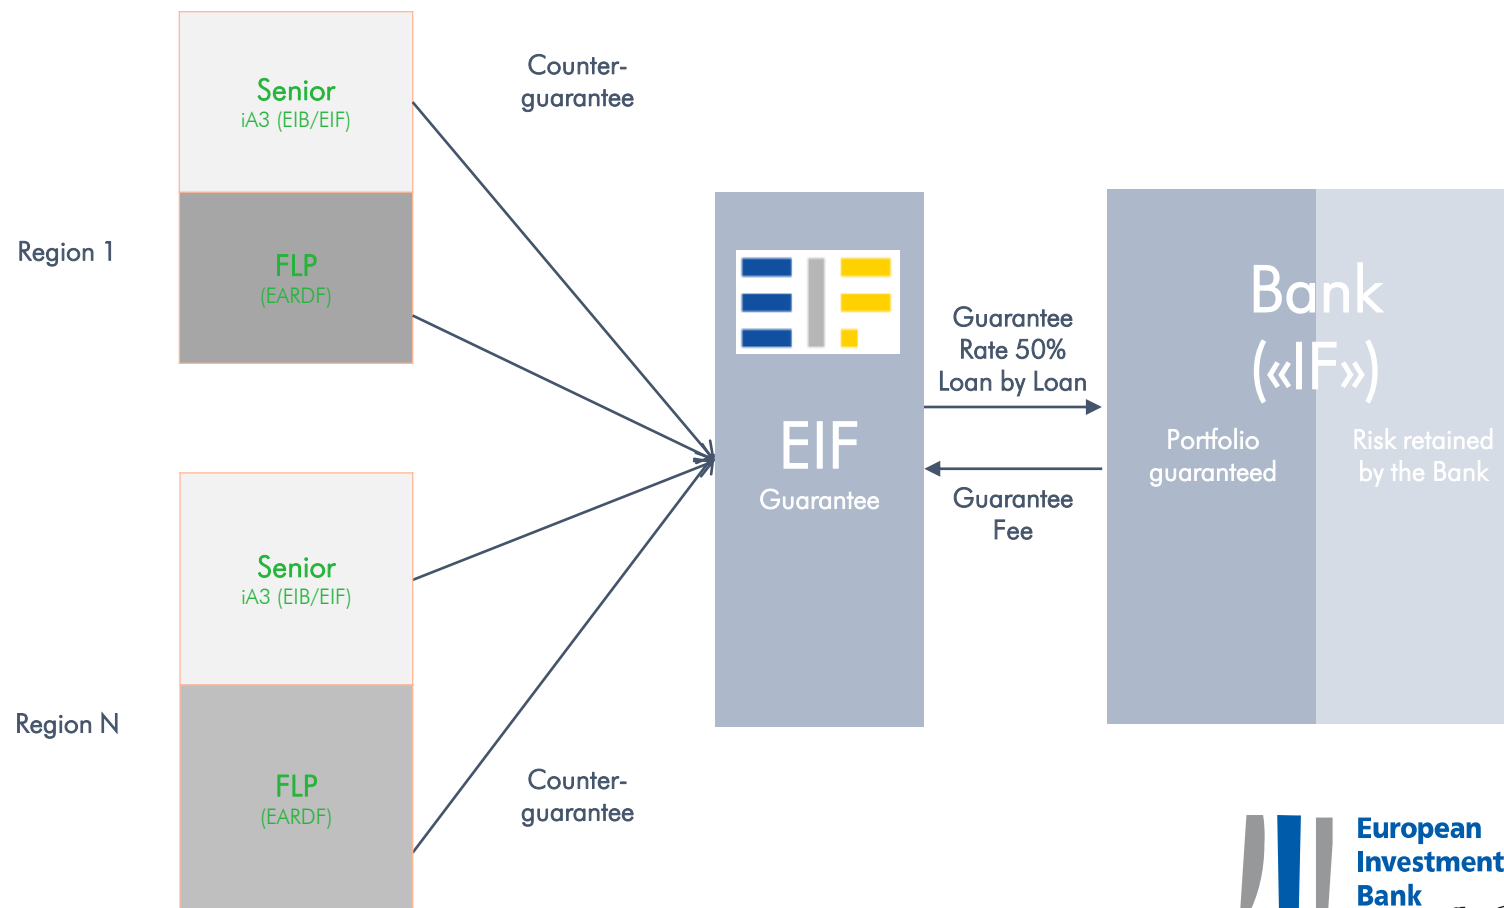 Counter-
guarantee
Senior
iA3 (EIB/EIF)
Region 1
FLP
(EARDF)
EIF
EIF
Guarantee
Guarantee
Rate 50%
Loan by Loan
Guarantee
Fee
Bank
(«IF»)
Portfolio
guaranteed
Risk retained
by the Bank
Senior
iA3 (EIB/EIF)
Region N
FLP
(EARDF)
Counter-
guarantee
European
Investment
Bank